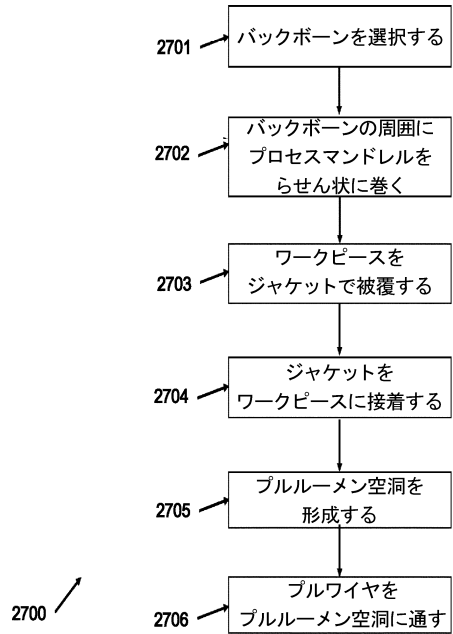 2701
バックボーンを選択する
2702
バックボーンの周囲に
プロセスマンドレルを
らせん状に巻く
2703
ワークピースを
ジャケットで被覆する
2704
ジャケットを
ワークピースに接着する
2705
プルルーメン空洞を
形成する
2700
2706
プルワイヤを
プルルーメン空洞に通す